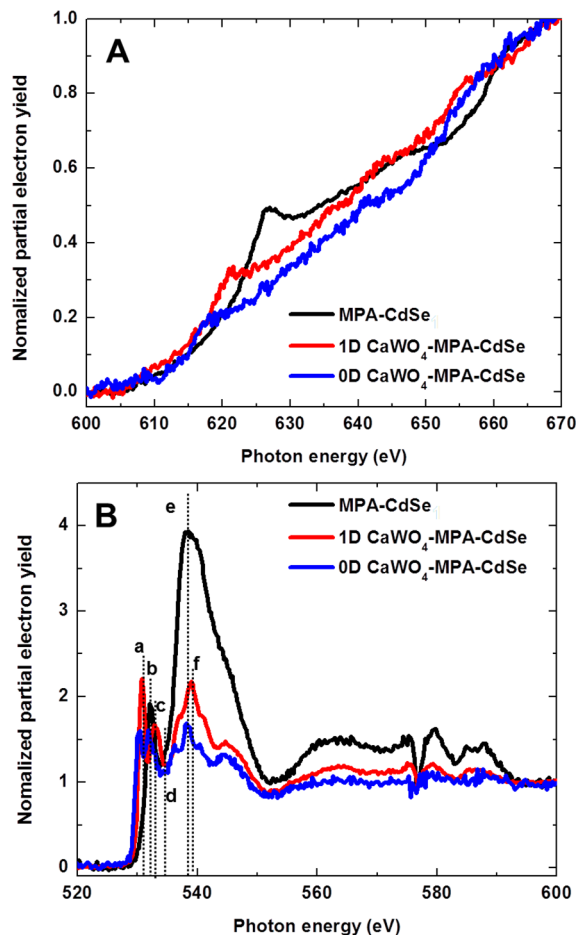 1.0
A
0.8
0.6
0.4
0.2
0.0
Nomalized partial electron yield
MPA-CdSe
1D CaWO₄-MPA-CdSe
0D CaWO₄-MPA-CdSe
600 610 620 630 640 650 660 670
Photon energy (eV)
B
4
3
2
1
0
Nomalized partial electron yield
e
MPA-CdSe
1D CaWO₄-MPA-CdSe
0D CaWO₄-MPA-CdSe
a
b
c
f
d
520 540 560 580 600
Photon energy (eV)